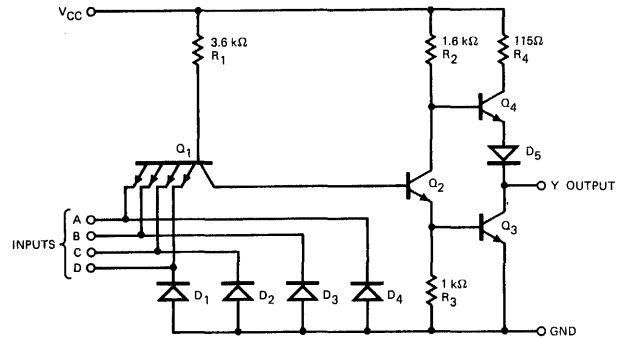 VCC
3.6 kΩ
R1
1.6 kΩ
R2
115Ω
R4
Q4
Q1
D5
Q2
Y OUTPUT
Q3
INPUTS
A
B
C
D
D1
D2
D3
D4
1 kΩ
R3
GND